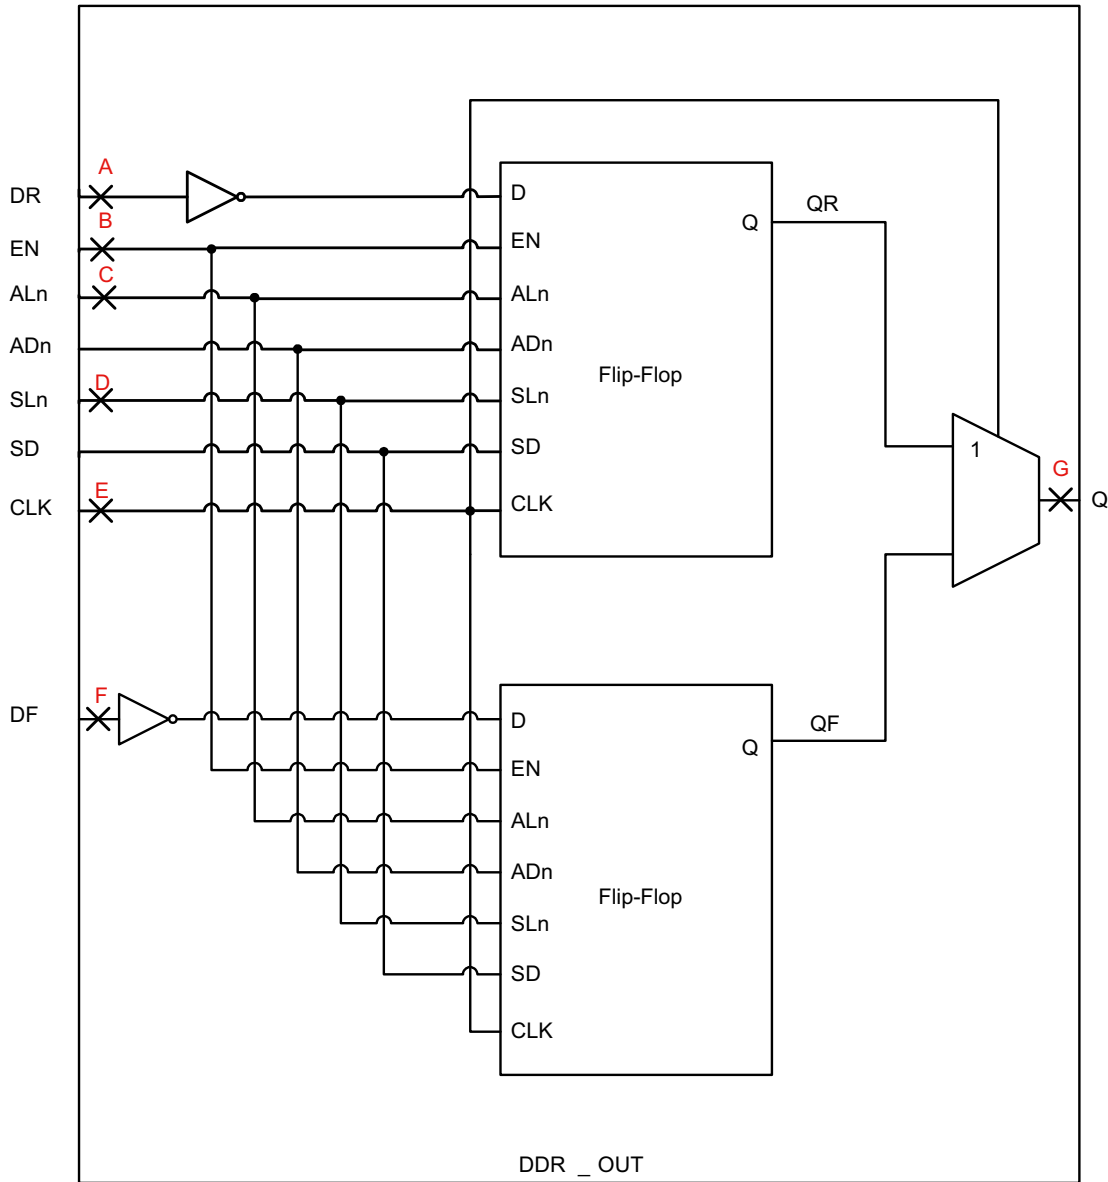 A
DR
B
EN
C
ALn
ADn
D
SLn
SD
E
CLK
F
DF
D
EN
ALn
ADn
SLn
SD
CLK
Q
Flip-Flop
QR
1
G
Q
D
EN
ALn
ADn
SLn
SD
CLK
Q
Flip-Flop
QF
DDR _ OUT